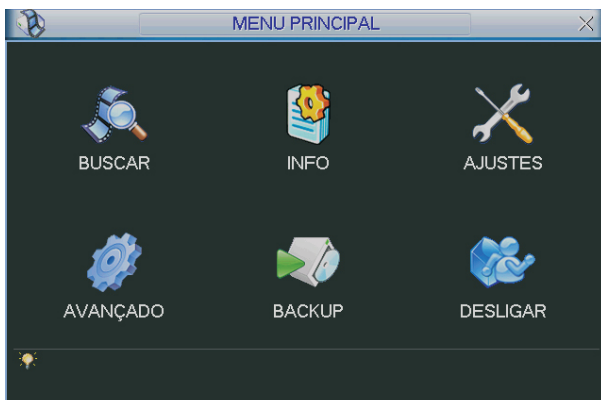 MENU PRINCIPAL
BUSCAR INFO AJUSTES
AVANÇADO BACKUP DESLIGAR